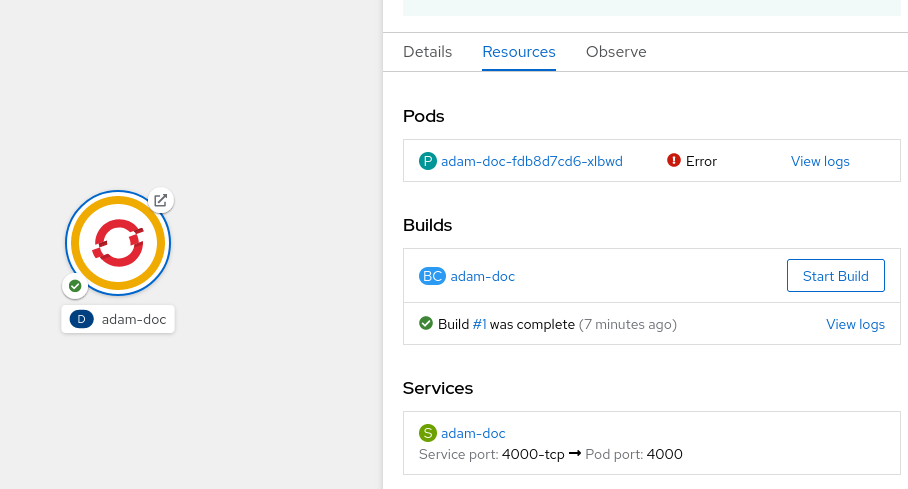 Details Resources Observe
Pods
P adam-doc-fdb8d7cd6-xlbwd Error View logs
Builds
BC adam-doc Start Build
Build #1 was complete (7 minutes ago) View logs
D adam-doc
Services
S adam-doc
Service port: 4000-tcp → Pod port: 4000